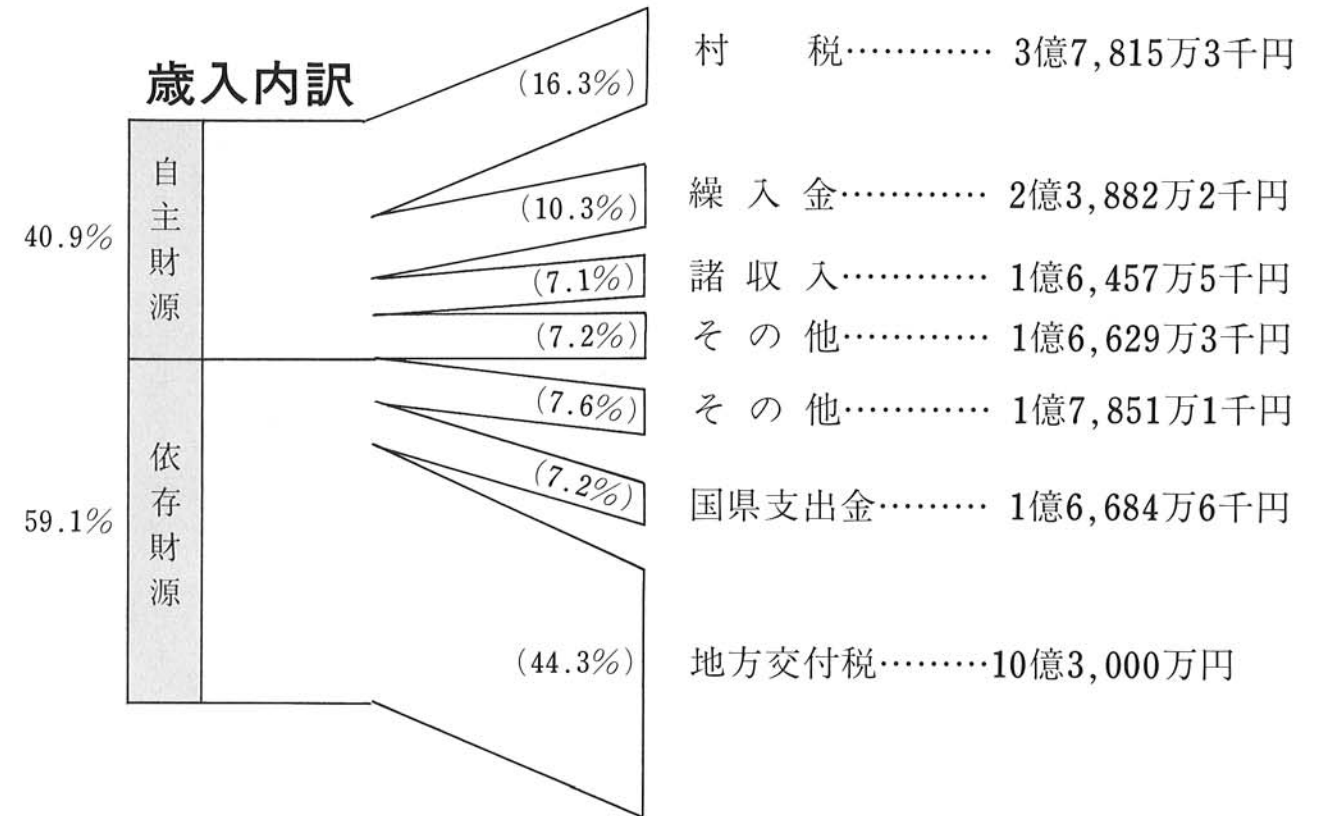 歳入内訳
40.9%
自主財源
(16.3%) 村税………… 3億7,815万3千円
(10.3%) 繰入金………… 2億3,882万2千円
(7.1%) 諸収入………… 1億6,457万5千円
(7.2%) その他………… 1億6,629万3千円
59.1%
依存財源
(7.6%) その他………… 1億7,851万1千円
(7.2%) 国県支出金……… 1億6,684万6千円
(44.3%) 地方交付税………10億3,000万円